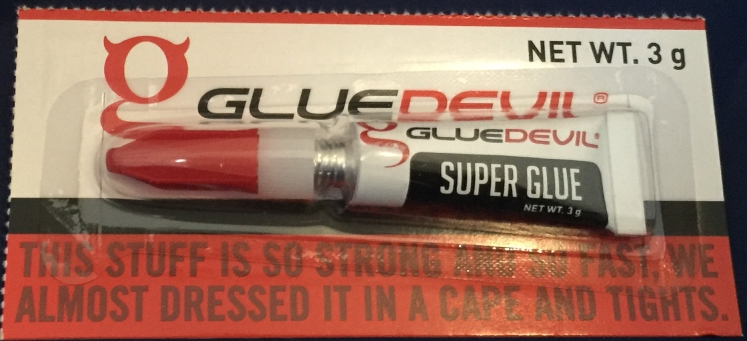 NET WT. 3 g
GLUEDEVIL®
GLUEDEVIL®
SUPER GLUE
NET WT. 3 g
THIS STUFF IS SO STRONG AND SO FAST, WE
ALMOST DRESSED IT IN A CAPE AND TIGHTS.